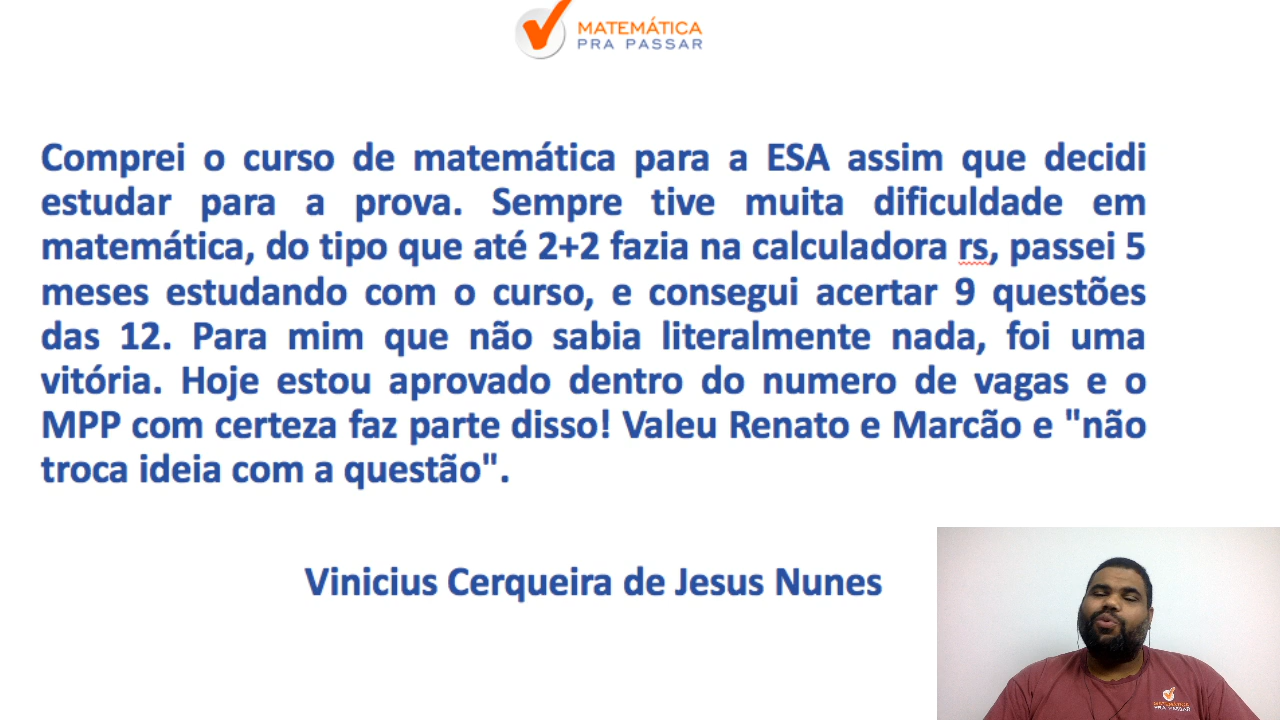 MATEMÁTICA
PRA PASSAR
Comprei o curso de matemática para a ESA assim que decidi
estudar para a prova. Sempre tive muita dificuldade em
matemática, do tipo que até 2+2 fazia na calculadora rs, passei 5
meses estudando com o curso, e consegui acertar 9 questões
das 12. Para mim que não sabia literalmente nada, foi uma
vitória. Hoje estou aprovado dentro do numero de vagas e o
MPP com certeza faz parte disso! Valeu Renato e Marcão e "não
troca ideia com a questão".
Vinicius Cerqueira de Jesus Nunes
MATEMÁTICA
PRA PASSAR